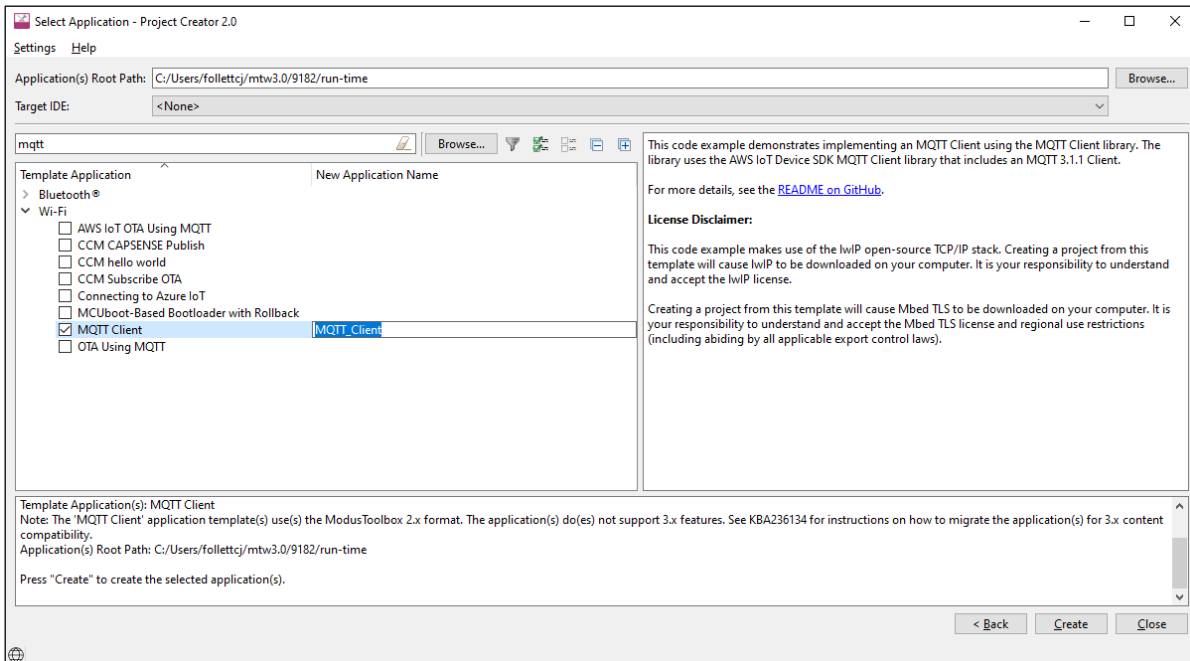 Select Application - Project Creator 2.0
Settings Help
Application(s) Root Path: C:/Users/follettcj/mtw3.0/9182/run-time Browse...
Target IDE: <None>
mqtt Browse...
Template Application New Application Name
Bluetooth®
Wi-Fi
AWS IoT OTA Using MQTT
CCM CAPSENSE Publish
CCM hello world
CCM Subscribe OTA
Connecting to Azure IoT
MCUboot-Based Bootloader with Rollback
MQTT Client MQTT_Client
OTA Using MQTT
This code example demonstrates implementing an MQTT Client using the MQTT Client library. The
library uses the AWS IoT Device SDK MQTT Client library that includes an MQTT 3.1.1 Client.
For more details, see the README on GitHub.
License Disclaimer:
This code example makes use of the lwIP open-source TCP/IP stack. Creating a project from this
template will cause lwIP to be downloaded on your computer. It is your responsibility to understand
and accept the lwIP license.
Creating a project from this template will cause Mbed TLS to be downloaded on your computer. It is
your responsibility to understand and accept the Mbed TLS license and regional use restrictions
(including abiding by all applicable export control laws).
Template Application(s): MQTT Client
Note: The 'MQTT Client' application template(s) use(s) the ModusToolbox 2.x format. The application(s) do(es) not support 3.x features. See KBA236134 for instructions on how to migrate the application(s) for 3.x content
compatibility.
Application(s) Root Path: C:/Users/follettcj/mtw3.0/9182/run-time
Press "Create" to create the selected application(s).
< Back Create Close